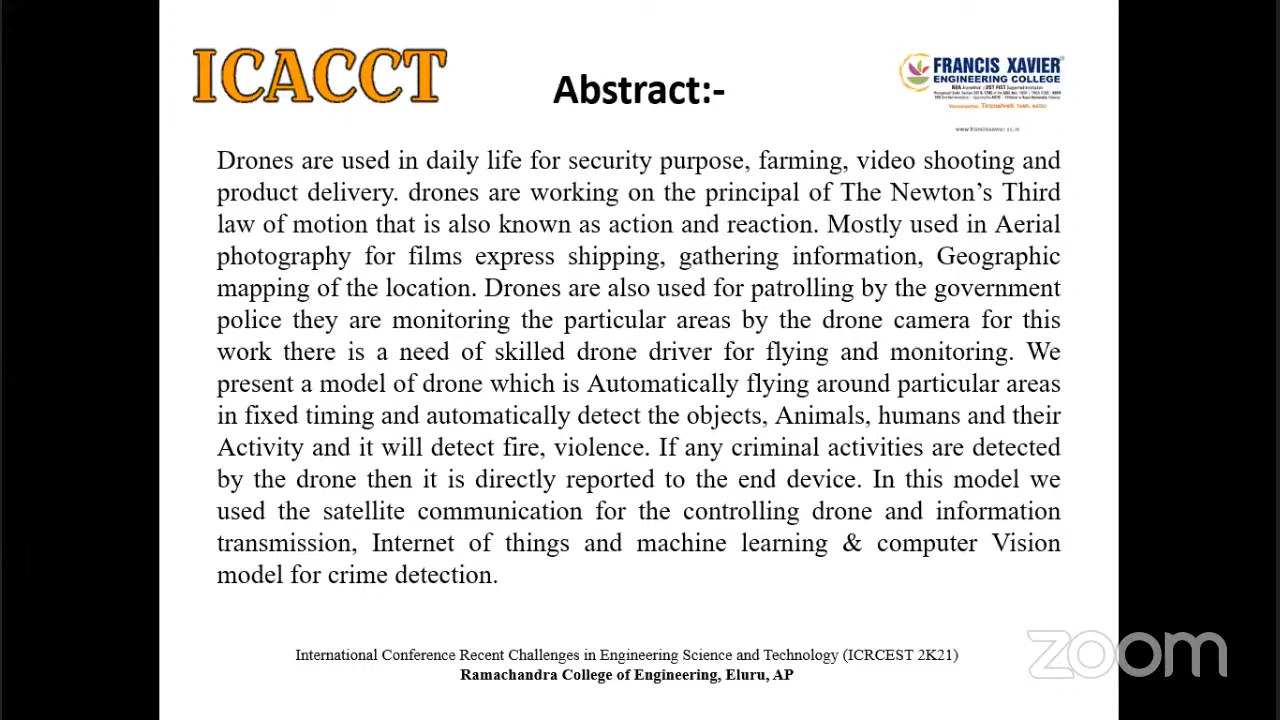 ICACCT
Abstract:-
FRANCIS XAVIER
ENGINEERING COLLEGE
Drones are used in daily life for security purpose, farming, video shooting and
product delivery. drones are working on the principal of The Newton’s Third
law of motion that is also known as action and reaction. Mostly used in Aerial
photography for films express shipping, gathering information, Geographic
mapping of the location. Drones are also used for patrolling by the government
police they are monitoring the particular areas by the drone camera for this
work there is a need of skilled drone driver for flying and monitoring. We
present a model of drone which is Automatically flying around particular areas
in fixed timing and automatically detect the objects, Animals, humans and their
Activity and it will detect fire, violence. If any criminal activities are detected
by the drone then it is directly reported to the end device. In this model we
used the satellite communication for the controlling drone and information
transmission, Internet of things and machine learning & computer Vision
model for crime detection.
International Conference Recent Challenges in Engineering Science and Technology (ICRCEST 2K21)
Ramachandra College of Engineering, Eluru, AP
zoom